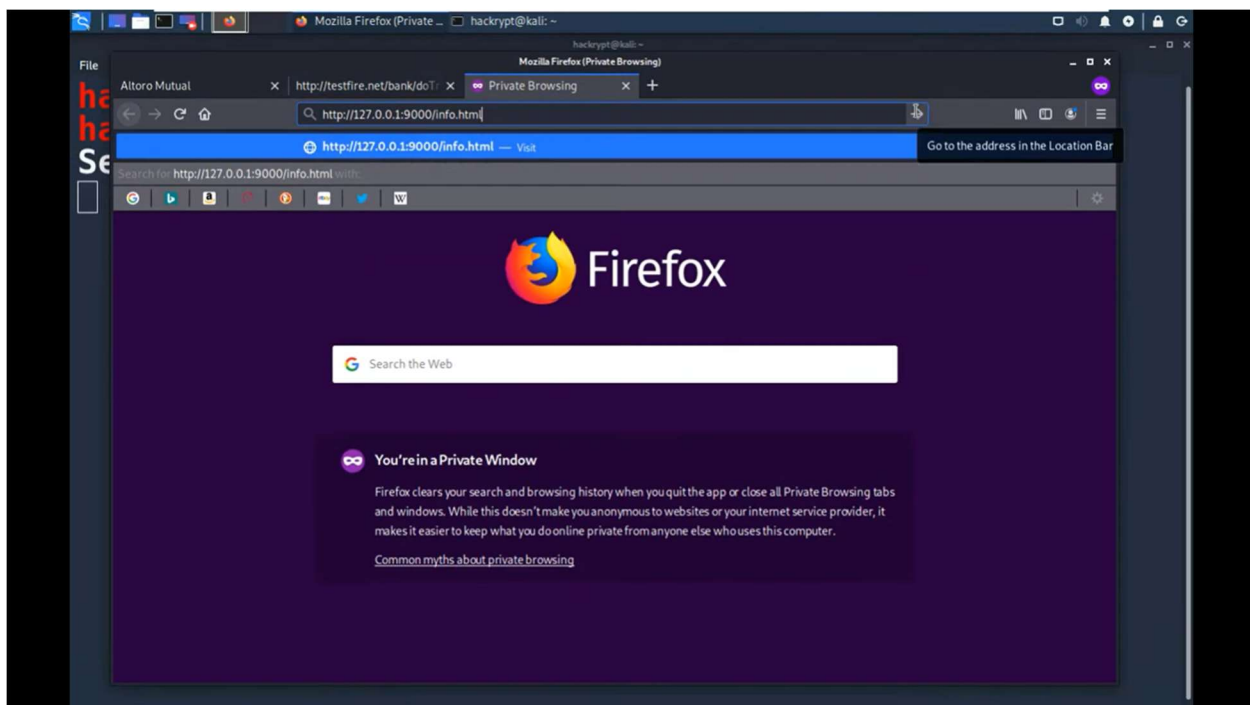 Mozilla Firefox (Private ... hackrypt@kali: ~
hackrypt@kali: ~
Mozilla Firefox (Private Browsing)
File
Altoro Mutual http://testfire.net/bank/doTr Private Browsing
ha
http://127.0.0.1:9000/info.html
ha
http://127.0.0.1:9000/info.html — Visit Go to the address in the Location Bar
Se
Search for http://127.0.0.1:9000/info.html with:
Firefox
Search the Web
You're in a Private Window
Firefox clears your search and browsing history when you quit the app or close all Private Browsing tabs
and windows. While this doesn't make you anonymous to websites or your internet service provider, it
makes it easier to keep what you do online private from anyone else who uses this computer.
Common myths about private browsing